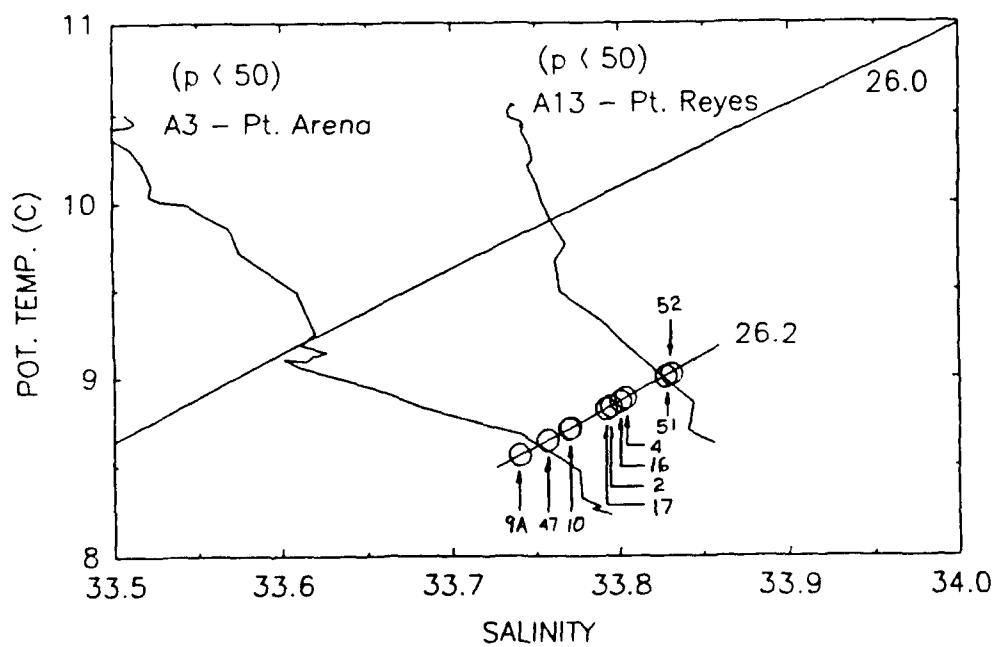 11
(p < 50)
(p < 50)
A3 - Pt. Arena
A13 - Pt. Reyes
26.0
10
POT. TEMP. (C)
52
26.2
9
51
4
16
2
9A 47 10 17
8
33.5 33.6 33.7 33.8 33.9 34.0
SALINITY